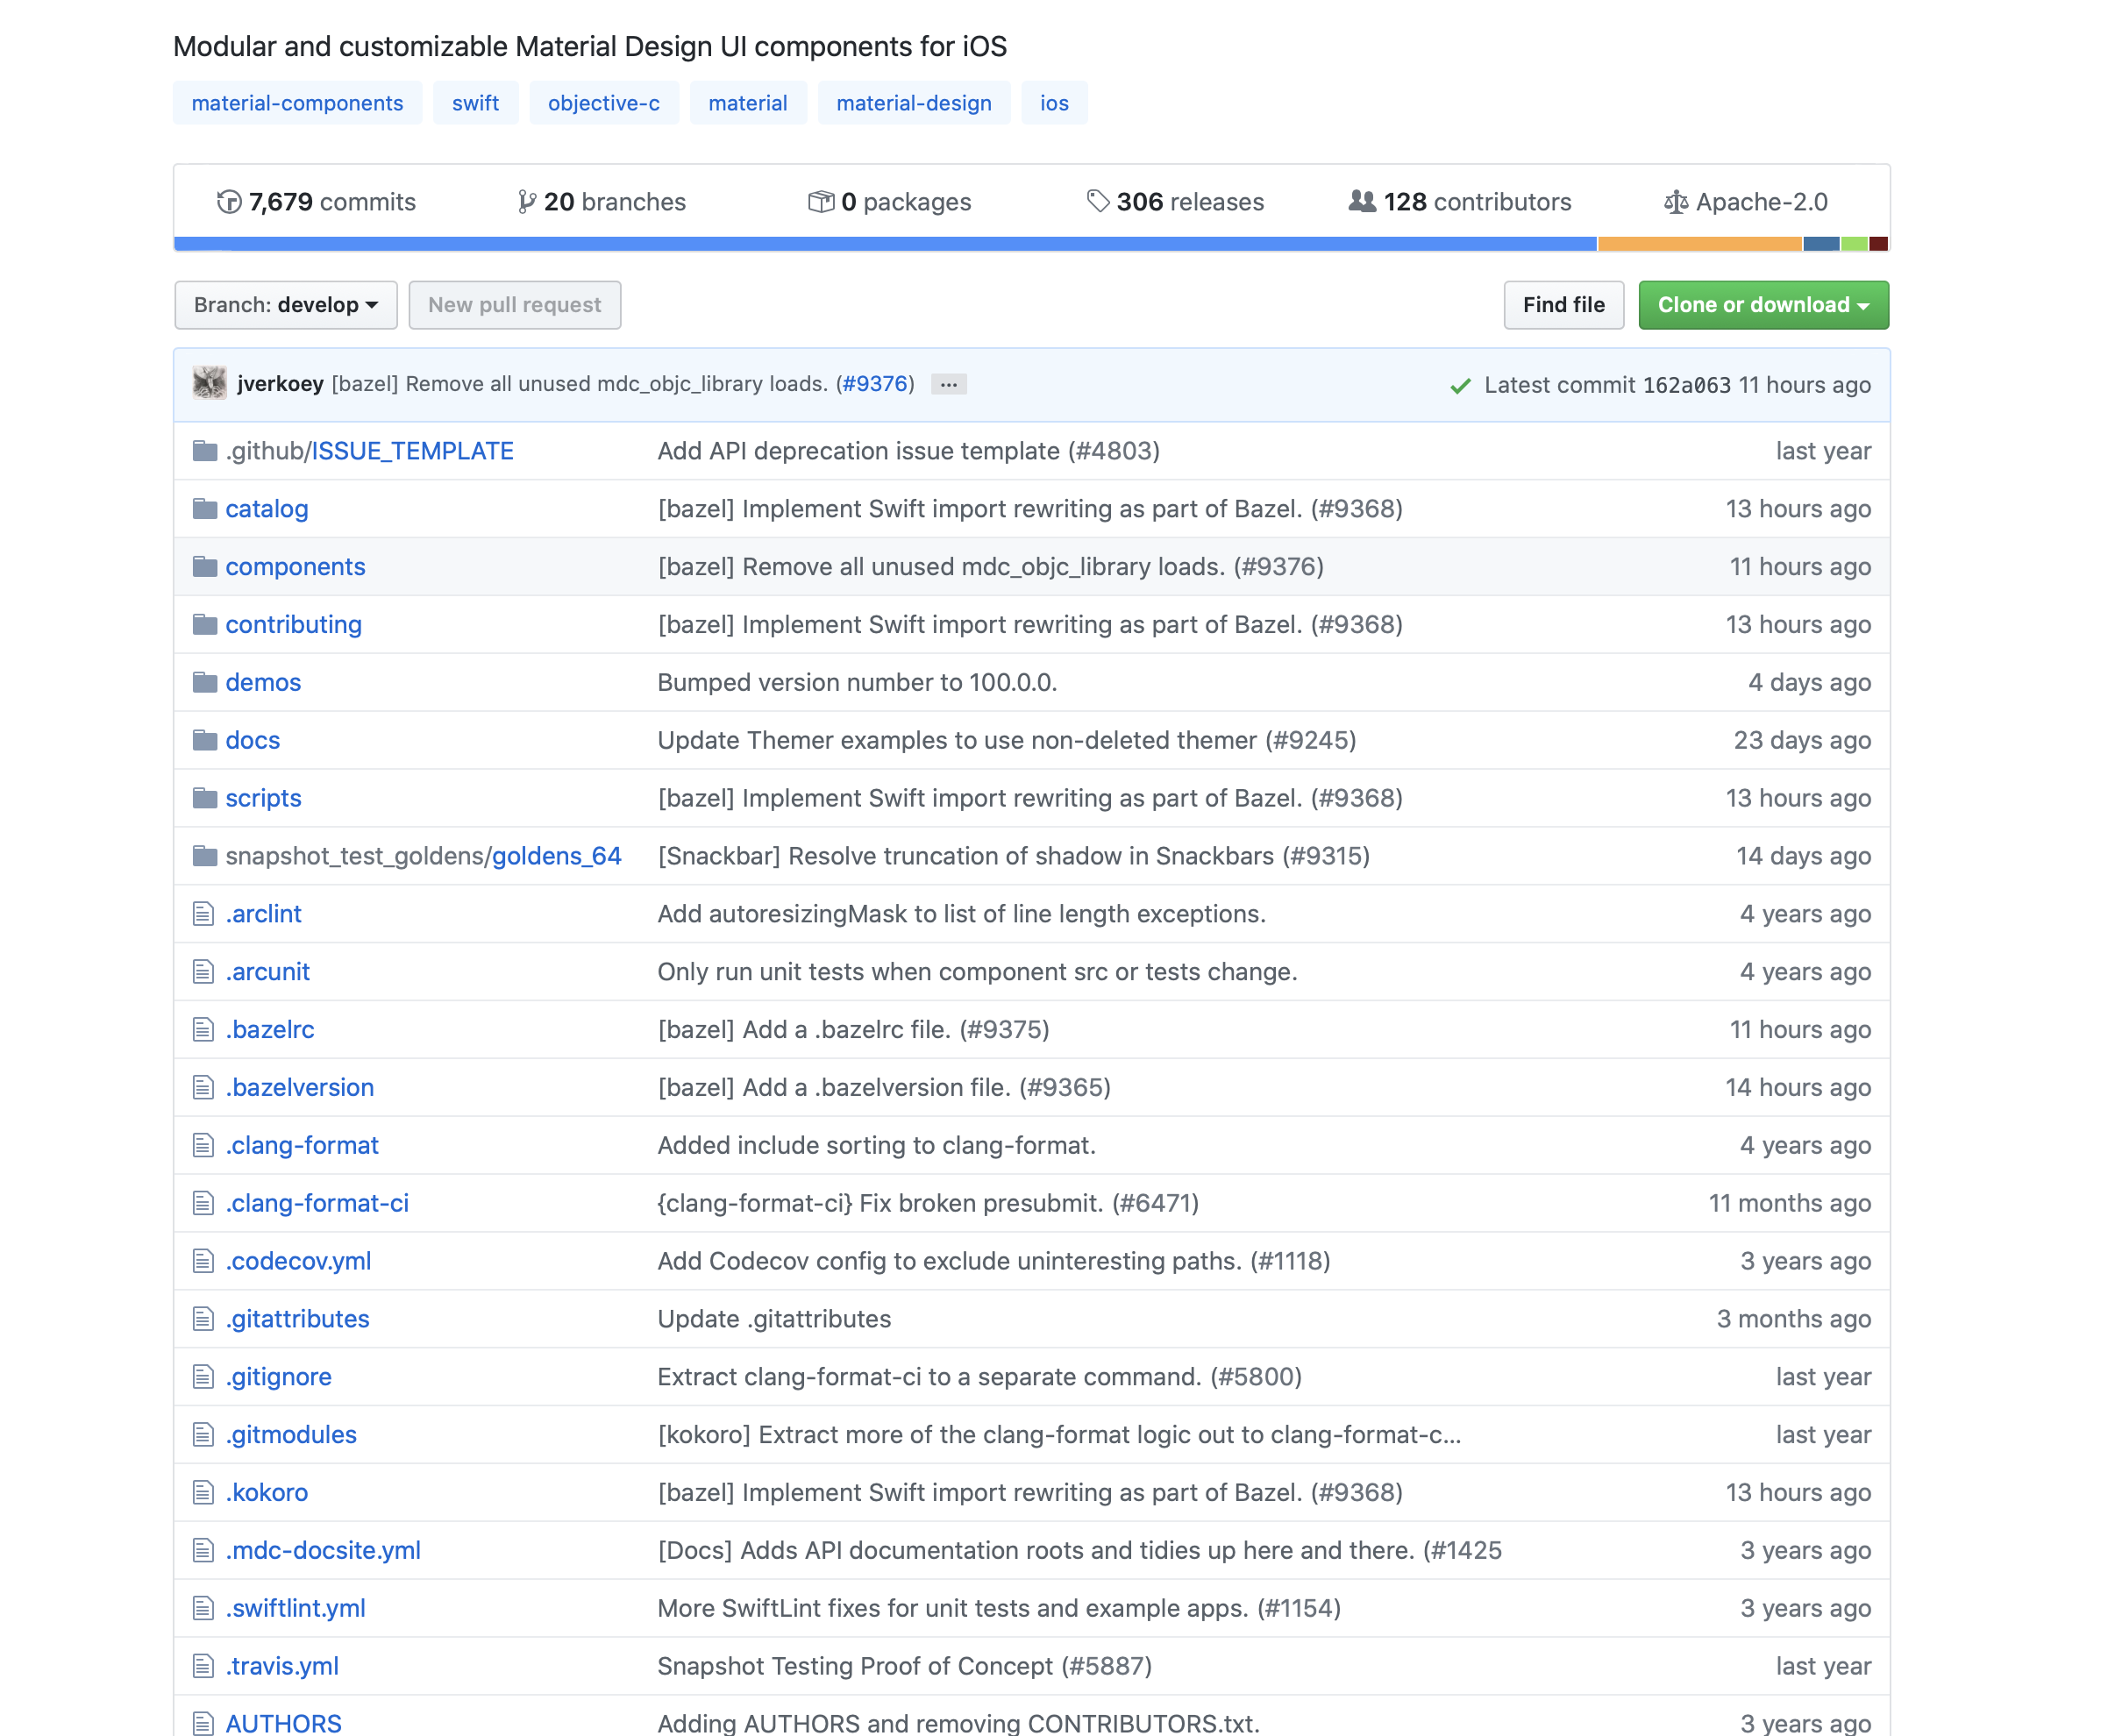 Modular and customizable Material Design UI components for iOS
material-components swift objective-c material material-design ios
7,679 commits 20 branches 0 packages 306 releases 128 contributors Apache-2.0
Branch: develop New pull request Find file Clone or download
jverkoey [bazel] Remove all unused mdc_objc_library loads. (#9376) ... Latest commit 162a063 11 hours ago
.github/ISSUE_TEMPLATE Add API deprecation issue template (#4803) last year
catalog [bazel] Implement Swift import rewriting as part of Bazel. (#9368) 13 hours ago
components [bazel] Remove all unused mdc_objc_library loads. (#9376) 11 hours ago
contributing [bazel] Implement Swift import rewriting as part of Bazel. (#9368) 13 hours ago
demos Bumped version number to 100.0.0. 4 days ago
docs Update Themer examples to use non-deleted themer (#9245) 23 days ago
scripts [bazel] Implement Swift import rewriting as part of Bazel. (#9368) 13 hours ago
snapshot_test_goldens/goldens_64 [Snackbar] Resolve truncation of shadow in Snackbars (#9315) 14 days ago
.arclint Add autoresizingMask to list of line length exceptions. 4 years ago
.arcunit Only run unit tests when component src or tests change. 4 years ago
.bazelrc [bazel] Add a .bazelrc file. (#9375) 11 hours ago
.bazelversion [bazel] Add a .bazelversion file. (#9365) 14 hours ago
.clang-format Added include sorting to clang-format. 4 years ago
.clang-format-ci {clang-format-ci} Fix broken presubmit. (#6471) 11 months ago
.codecov.yml Add Codecov config to exclude uninteresting paths. (#1118) 3 years ago
.gitattributes Update .gitattributes 3 months ago
.gitignore Extract clang-format-ci to a separate command. (#5800) last year
.gitmodules [kokoro] Extract more of the clang-format logic out to clang-format-c... last year
.kokoro [bazel] Implement Swift import rewriting as part of Bazel. (#9368) 13 hours ago
.mdc-docsite.yml [Docs] Adds API documentation roots and tidies up here and there. (#1425 3 years ago
.swiftlint.yml More SwiftLint fixes for unit tests and example apps. (#1154) 3 years ago
.travis.yml Snapshot Testing Proof of Concept (#5887) last year
AUTHORS Adding AUTHORS and removing CONTRIBUTORS.txt. 3 years ago